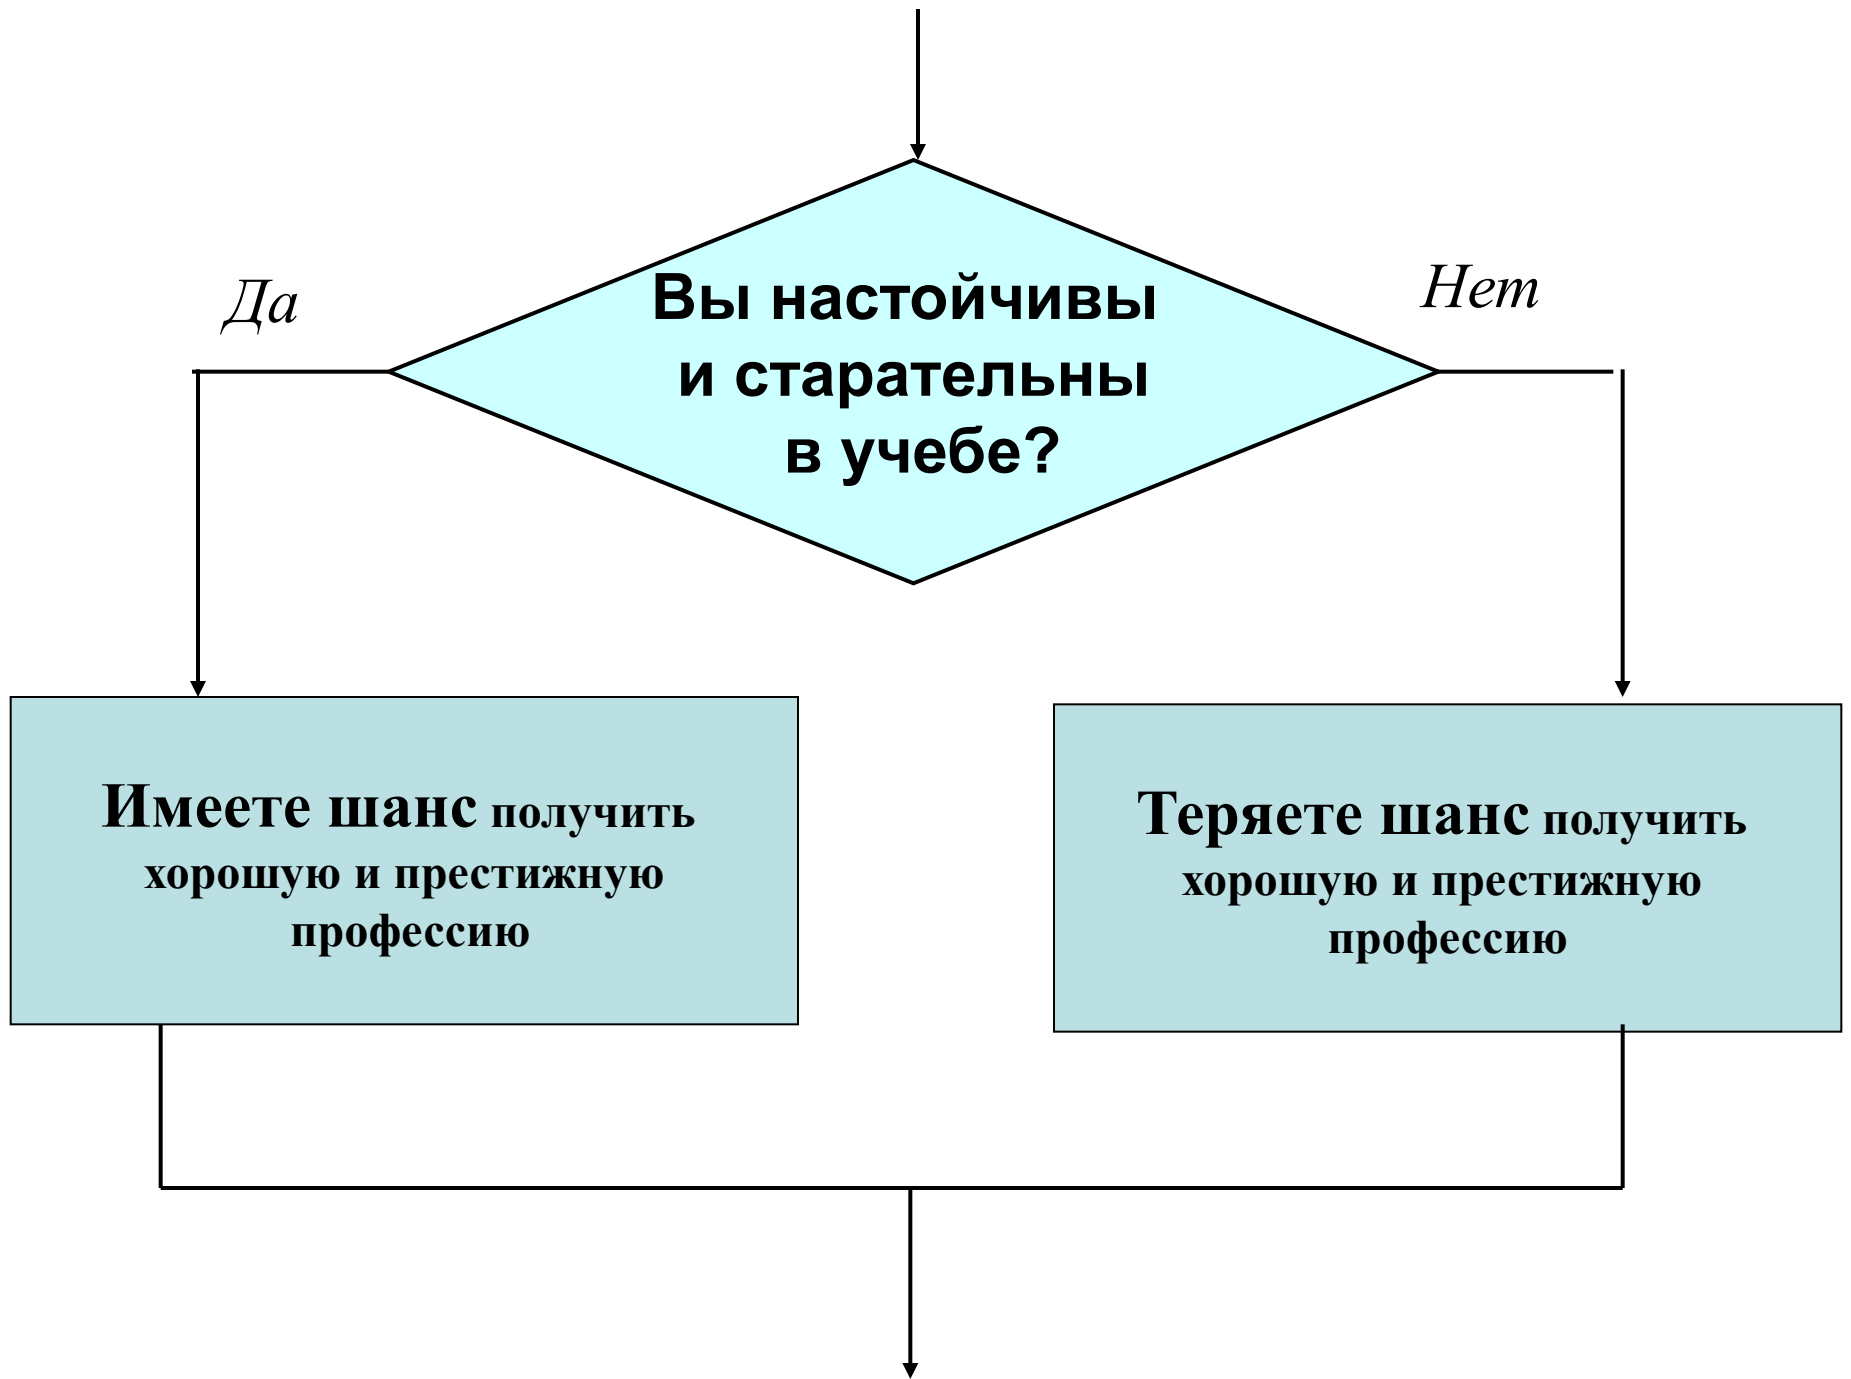 Да
Нет
Вы настойчивы
и старательны
в учебе?
Имеете шанс получить
хорошую и престижную
профессию
Теряете шанс получить
хорошую и престижную
профессию